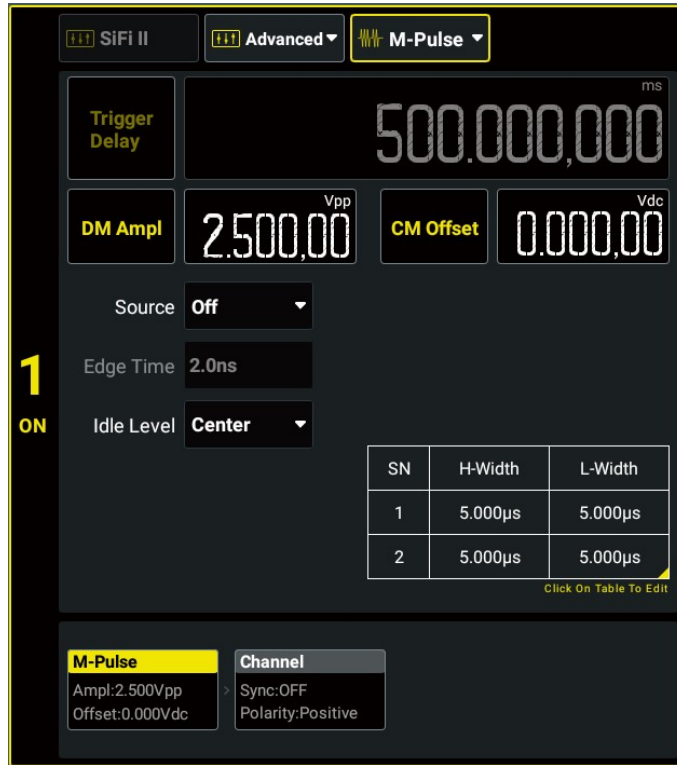 SiFi II
Advanced
M-Pulse
Trigger
Delay
ms
500.000,000
DM Ampl
Vpp
2.500,00
CM Offset
Vdc
0.000,00
Source Off
Edge Time 2.0ns
1
ON
Idle Level Center
SN H-Width L-Width
1 5.000µs 5.000µs
2 5.000µs 5.000µs
Click On Table To Edit
M-Pulse
Ampl:2.500Vpp
Offset:0.000Vdc
>
Channel
Sync:OFF
Polarity:Positive